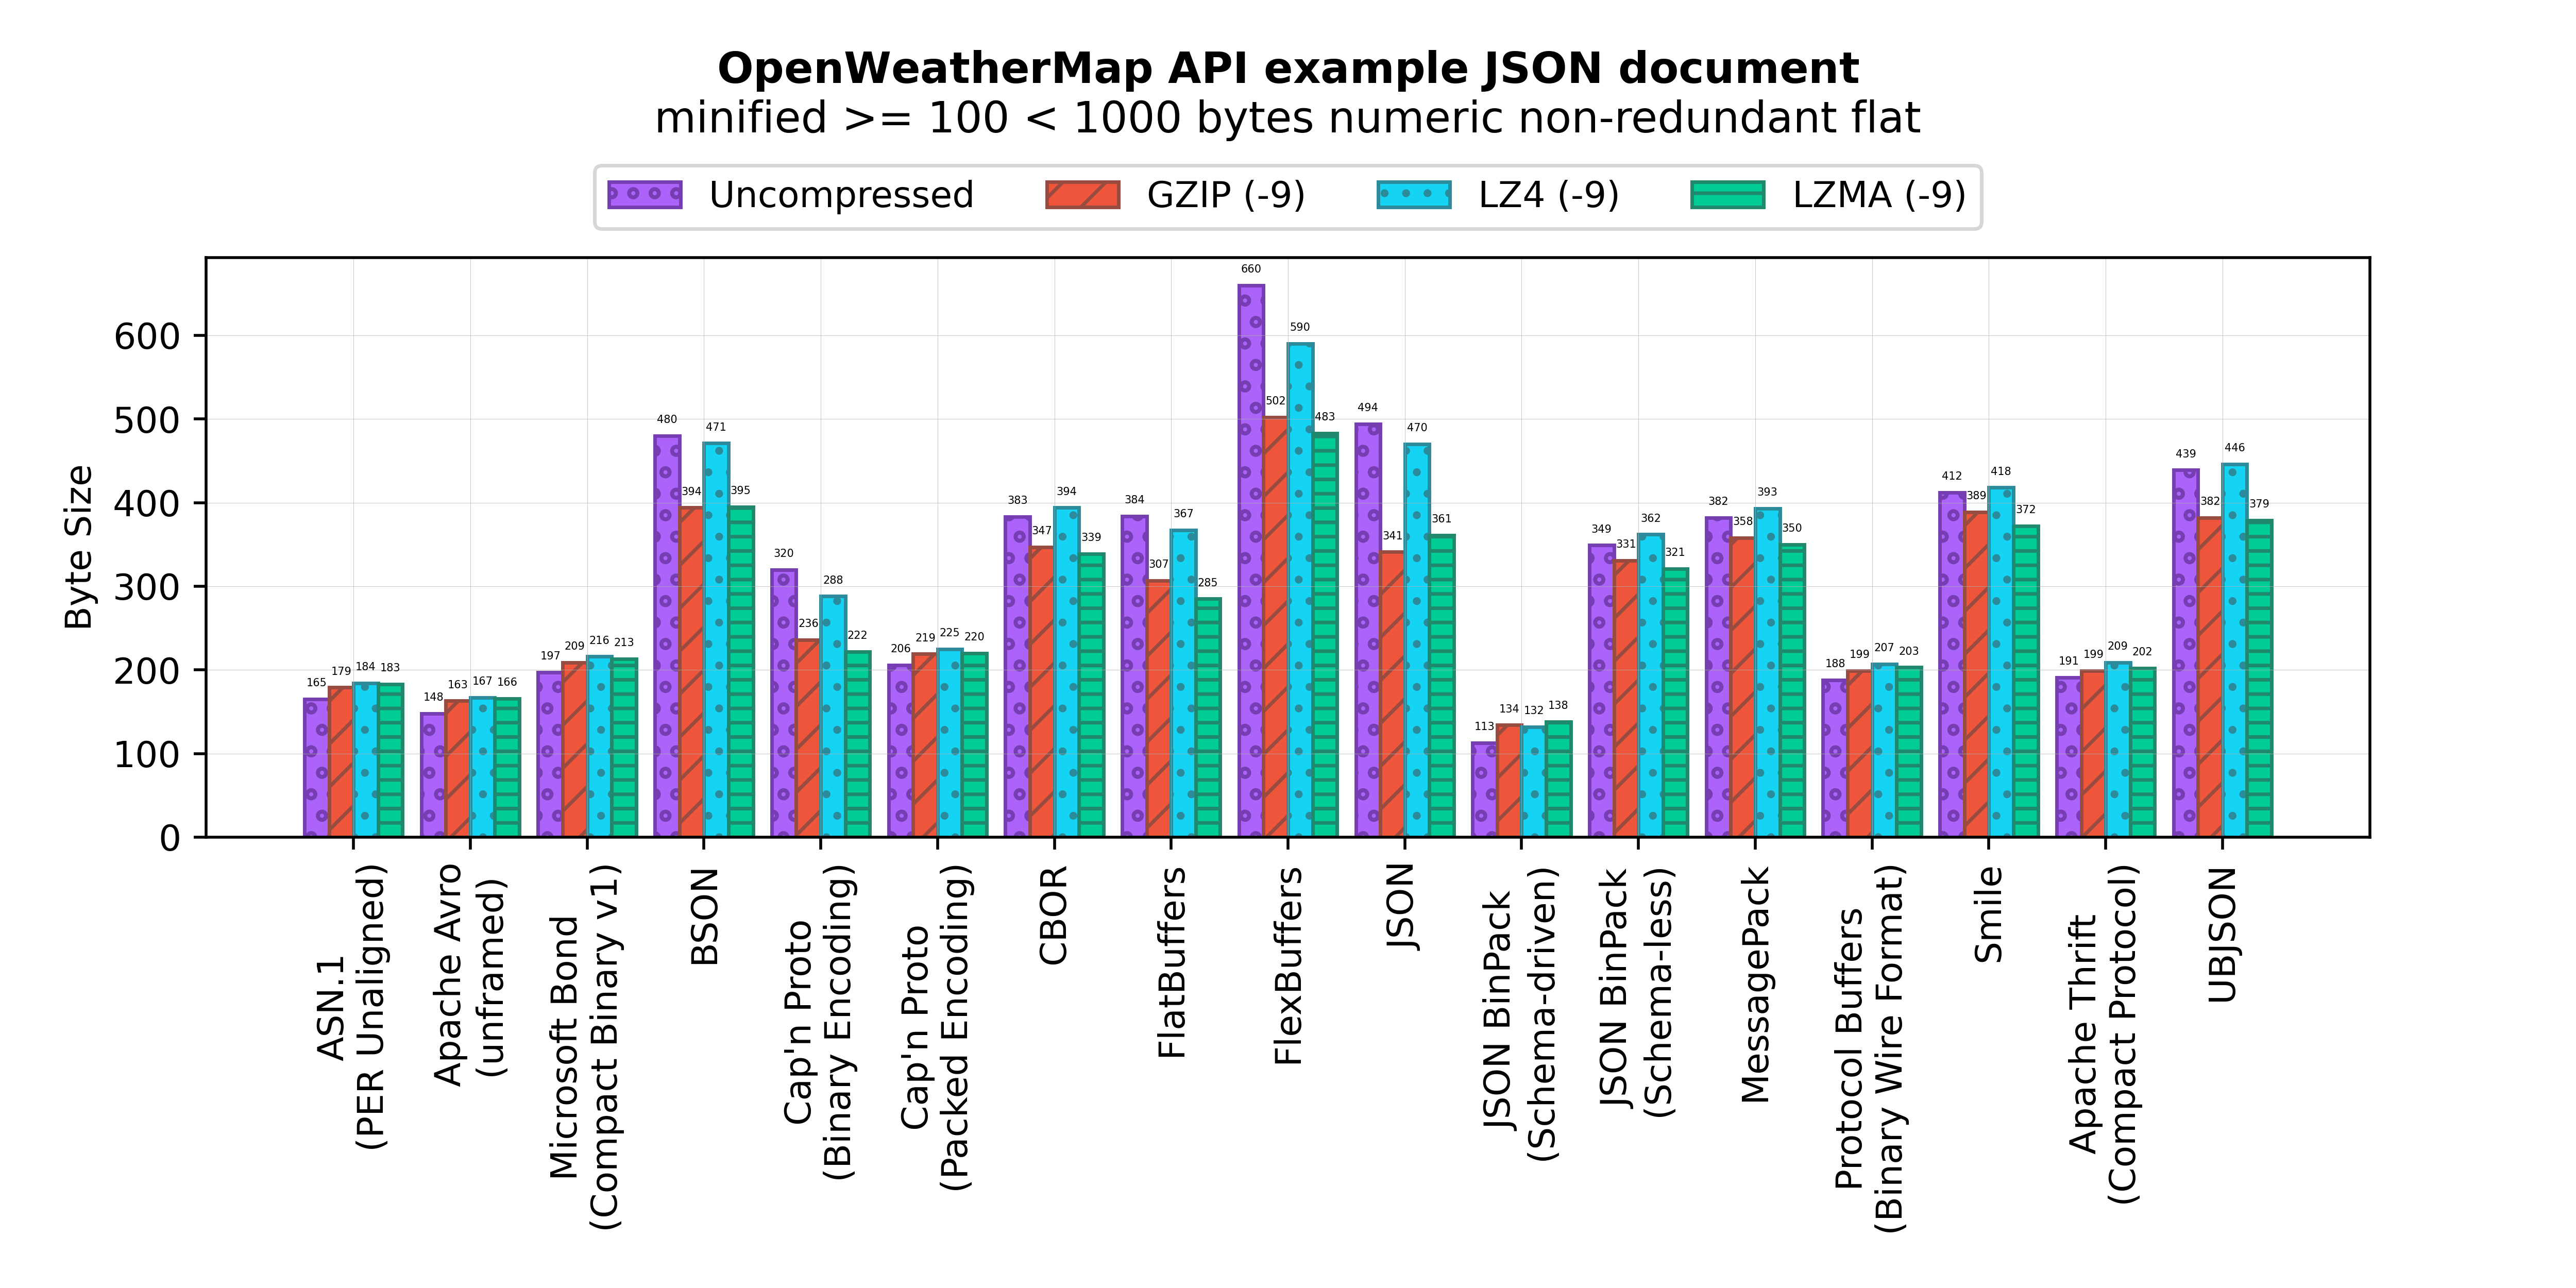 OpenWeatherMap API example JSON document
minified >= 100 < 1000 bytes numeric non-redundant flat
Uncompressed GZIP (-9) LZ4 (-9) LZMA (-9)
Byte Size
600
500
400
300
200
100
0
165 179 184 183
148 163 167 166
197 209 216 213
480 394 471 395
320 236 288 222
206 219 225 220
383 347 394 339
384 307 367 285
660 502 590 483
494 341 470 361
113 134 132 138
349 331 362 321
382 358 393 350
188 199 207 203
412 389 418 372
191 199 209 202
439 382 446 379
ASN.1
(PER Unaligned)
Apache Avro
(unframed)
Microsoft Bond
(Compact Binary v1)
BSON
Cap'n Proto
(Binary Encoding)
Cap'n Proto
(Packed Encoding)
CBOR
FlatBuffers
FlexBuffers
JSON
JSON BinPack
(Schema-driven)
JSON BinPack
(Schema-less)
MessagePack
Protocol Buffers
(Binary Wire Format)
Smile
Apache Thrift
(Compact Protocol)
UBJSON